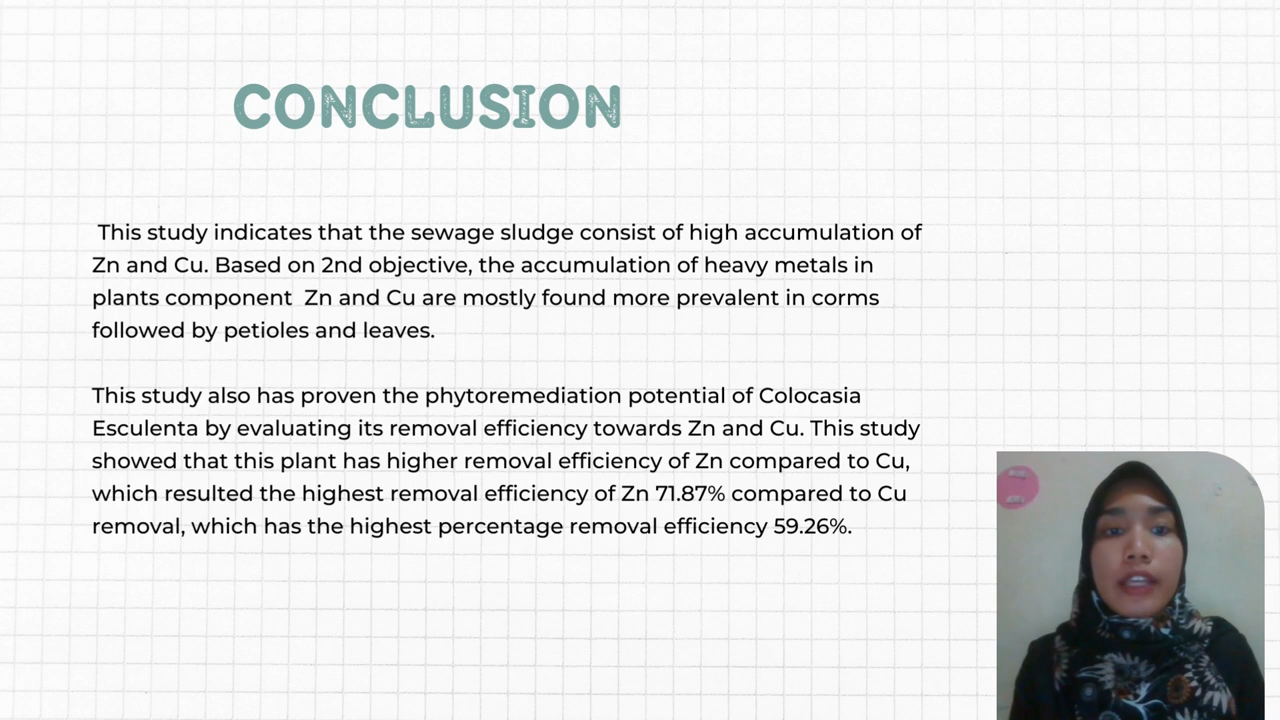 CONCLUSION
This study indicates that the sewage sludge consist of high accumulation of
Zn and Cu. Based on 2nd objective, the accumulation of heavy metals in
plants component  Zn and Cu are mostly found more prevalent in corms
followed by petioles and leaves.
This study also has proven the phytoremediation potential of Colocasia
Esculenta by evaluating its removal efficiency towards Zn and Cu. This study
showed that this plant has higher removal efficiency of Zn compared to Cu,
which resulted the highest removal efficiency of Zn 71.87% compared to Cu
removal, which has the highest percentage removal efficiency 59.26%.